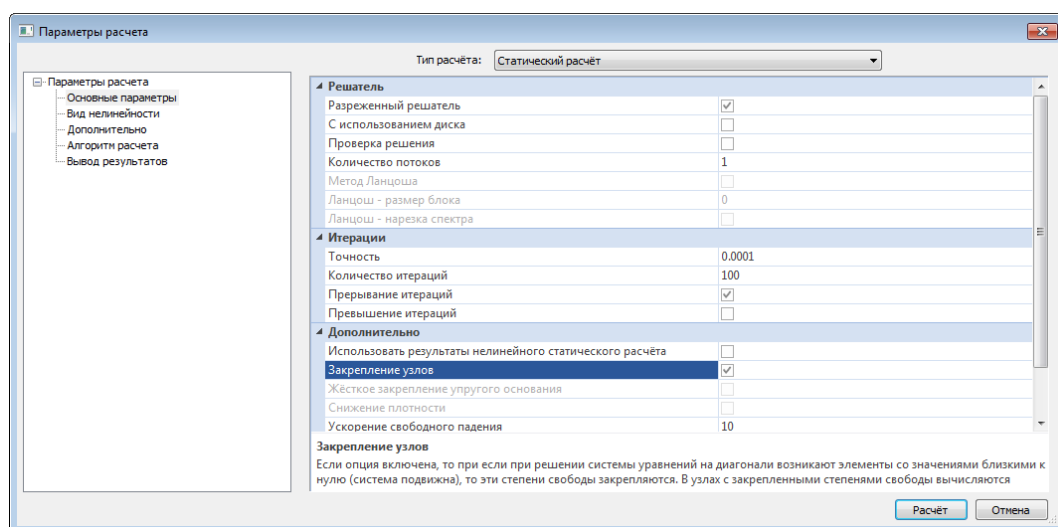 Параметры расчета
Тип расчёта: Статический расчёт
Параметры расчета
Основные параметры
Вид нелинейности
Дополнительно
Алгоритм расчета
Вывод результатов
Решатель
Разреженный решатель
С использованием диска
Проверка решения
Количество потоков 1
Метод Ланцоша
Ланцош - размер блока 0
Ланцош - нарезка спектра
Итерации
Точность 0.0001
Количество итераций 100
Прерывание итераций
Превышение итераций
Дополнительно
Использовать результаты нелинейного статического расчёта
Закрепление узлов
Жёсткое закрепление упругого основания
Снижение плотности
Ускорение свободного падения 10
Закрепление узлов
Если опция включена, то при если при решении системы уравнений на диагонали возникают элементы со значениями близкими к
нулю (система подвижна), то эти степени свободы закрепляются. В узлах с закрепленными степенями свободы вычисляются
Расчёт Отмена